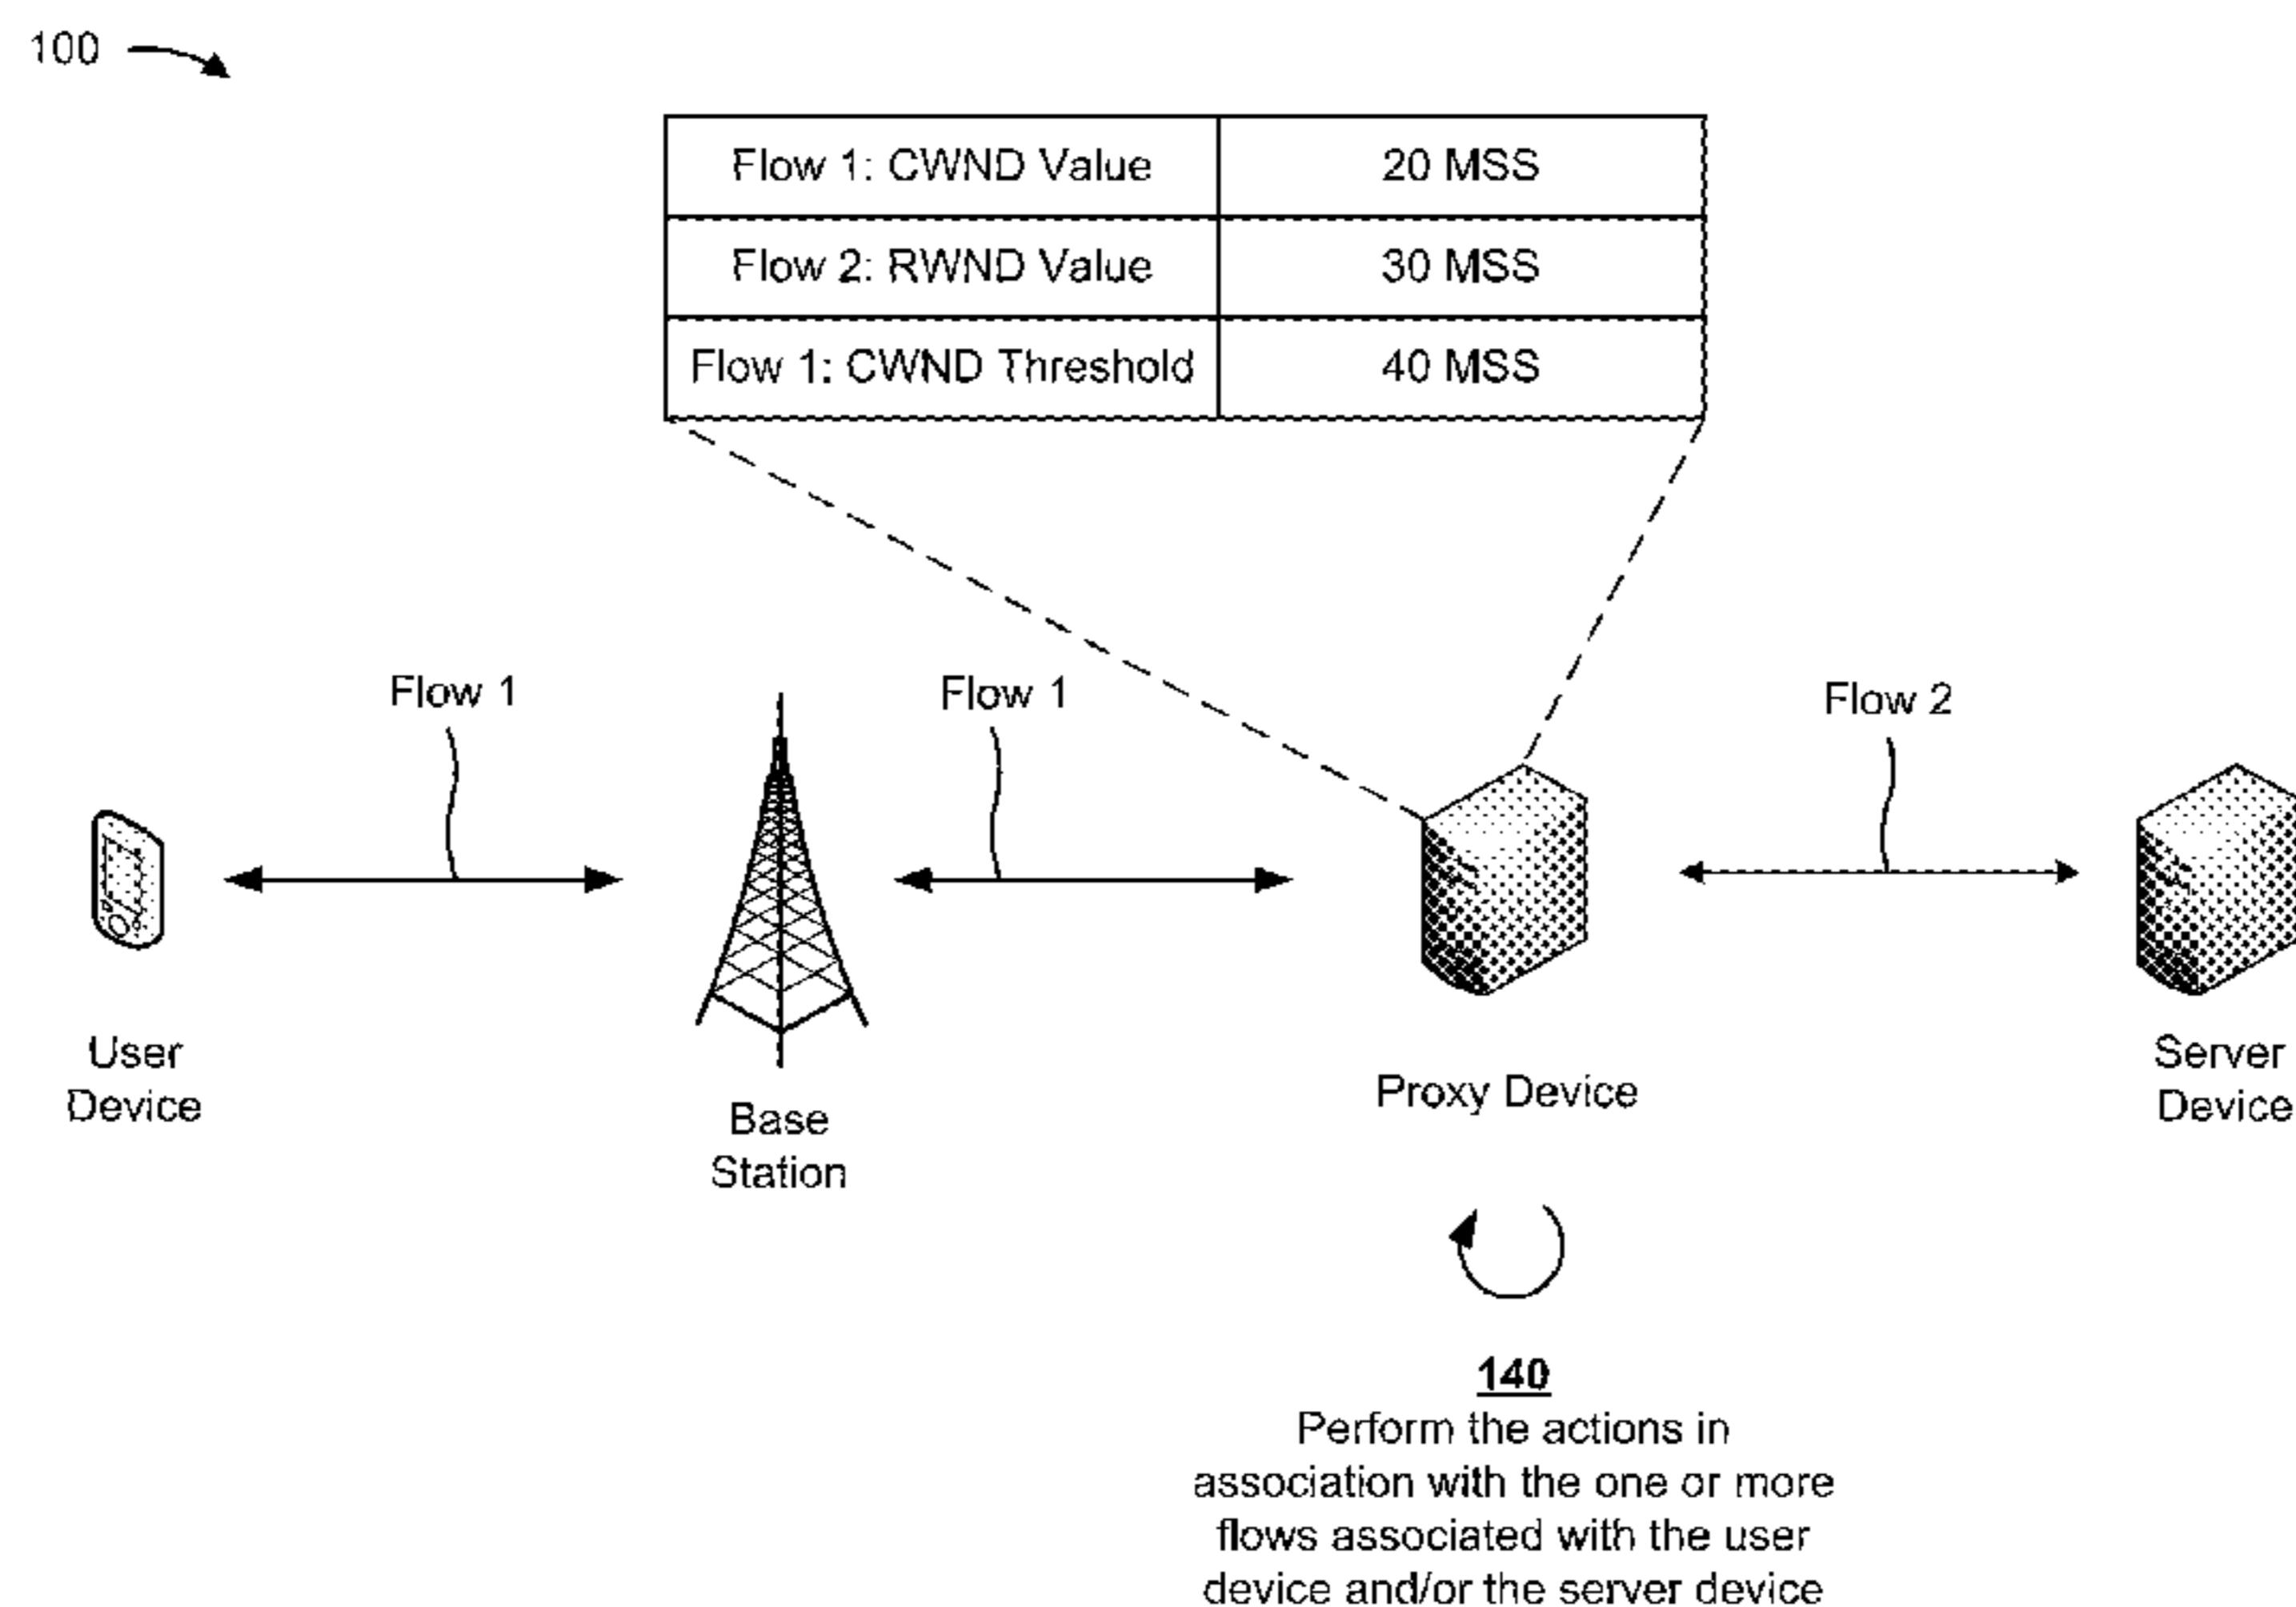 100
Flow 1: CWND Value 20 MSS
Flow 2: RWND Value 30 MSS
Flow 1: CWND Threshold 40 MSS
Flow 1
Flow 1
Flow 2
User
Device
Base
Station
Proxy Device
Server
Device
140
Perform the actions in
association with the one or more
flows associated with the user
device and/or the server device